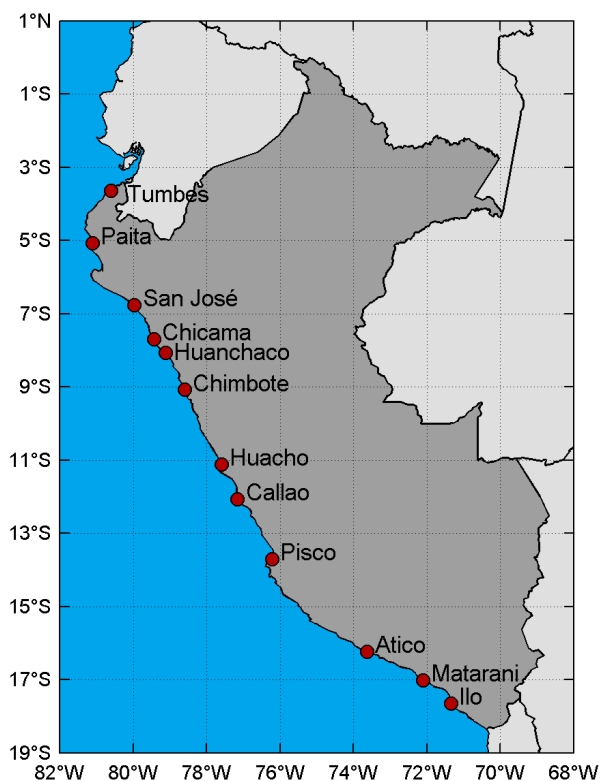 1°N
1°S
3°S
Tumbes
Paita
5°S
San José
7°S
Chicama
Huanchaco
Chimbote
9°S
Huacho
11°S
Callao
Pisco
13°S
15°S
Atico
Matarani
17°S
Ilo
19°S
82°W 80°W 78°W 76°W 74°W 72°W 70°W 68°W